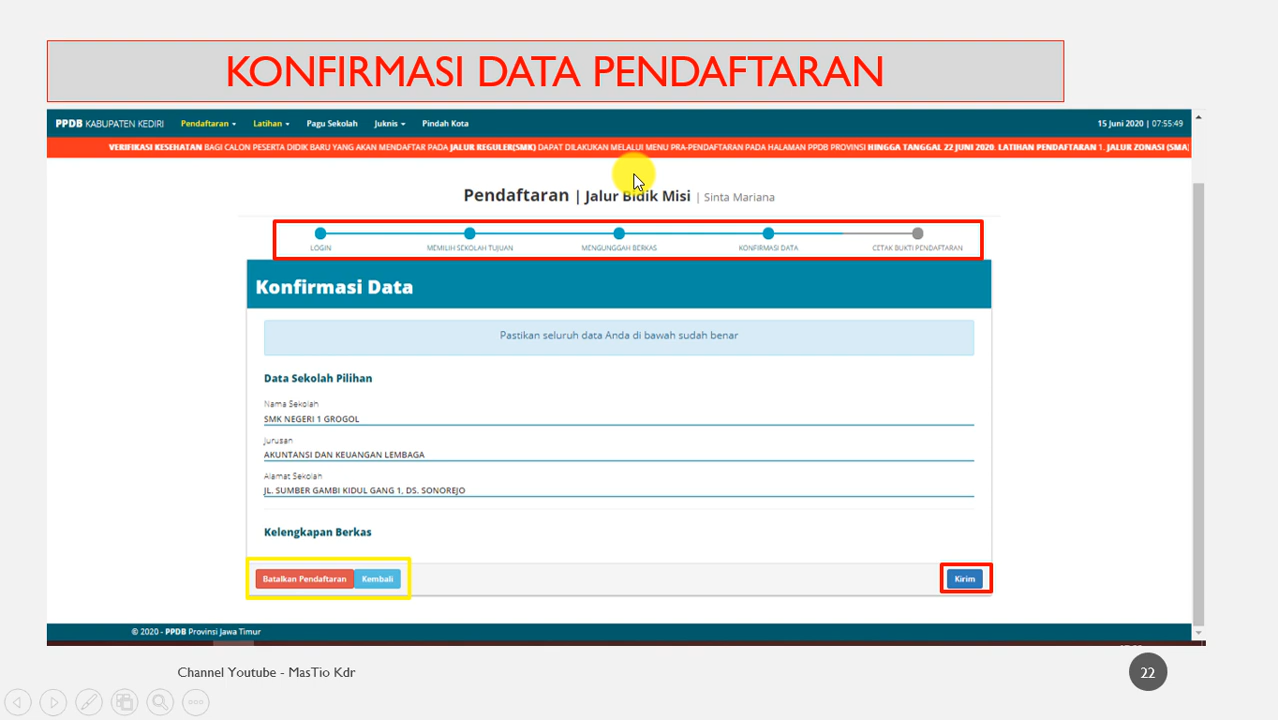 KONFIRMASI DATA PENDAFTARAN
PPDB KABUPATEN KEDIRI Pendaftaran Latihan Pagu Sekolah Juknis Pindah Kota 15 Juni 2020 | 07:55:49
VERIFIKASI KESEHATAN BAGI CALON PESERTA DIDIK BARU YANG AKAN MENDAFTAR PADA JALUR REGULER(SMK) DAPAT DILAKUKAN MELALUI MENU PRA-PENDAFTARAN PADA HALAMAN PPDB PROVINSI HINGGA TANGGAL 22 JUNI 2020. LATIHAN PENDAFTARAN 1. JALUR ZONASI (SMA)
Pendaftaran | Jalur Bidik Misi | Sinta Mariana
LOGIN MEMILIH SEKOLAH TUJUAN MENGUNGGAH BERKAS KONFIRMASI DATA CETAK BUKTI PENDAFTARAN
Konfirmasi Data
Pastikan seluruh data Anda di bawah sudah benar
Data Sekolah Pilihan
Nama Sekolah
SMK NEGERI 1 GROGOL
Jurusan
AKUNTANSI DAN KEUANGAN LEMBAGA
Alamat Sekolah
JL. SUMBER GAMBI KIDUL GANG 1, DS. SONOREJO
Kelengkapan Berkas
Batalkan Pendaftaran Kembali Kirim
© 2020 - PPDB Provinsi Jawa Timur
Channel Youtube - MasTio Kdr
22